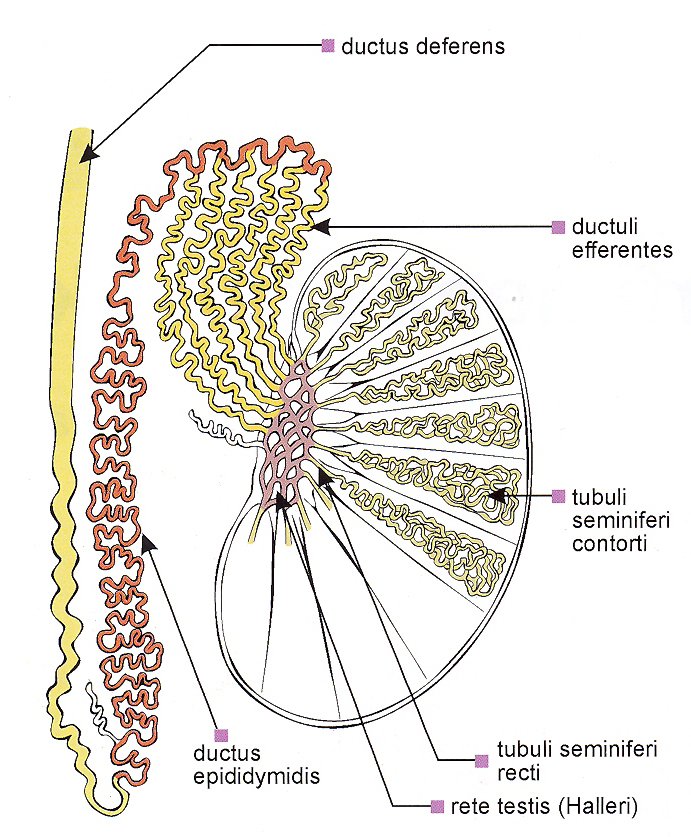 ductus deferens
ductuli
efferentes
tubuli
seminiferi
contorti
ductus
epididymidis
tubuli seminiferi
recti
rete testis (Halleri)